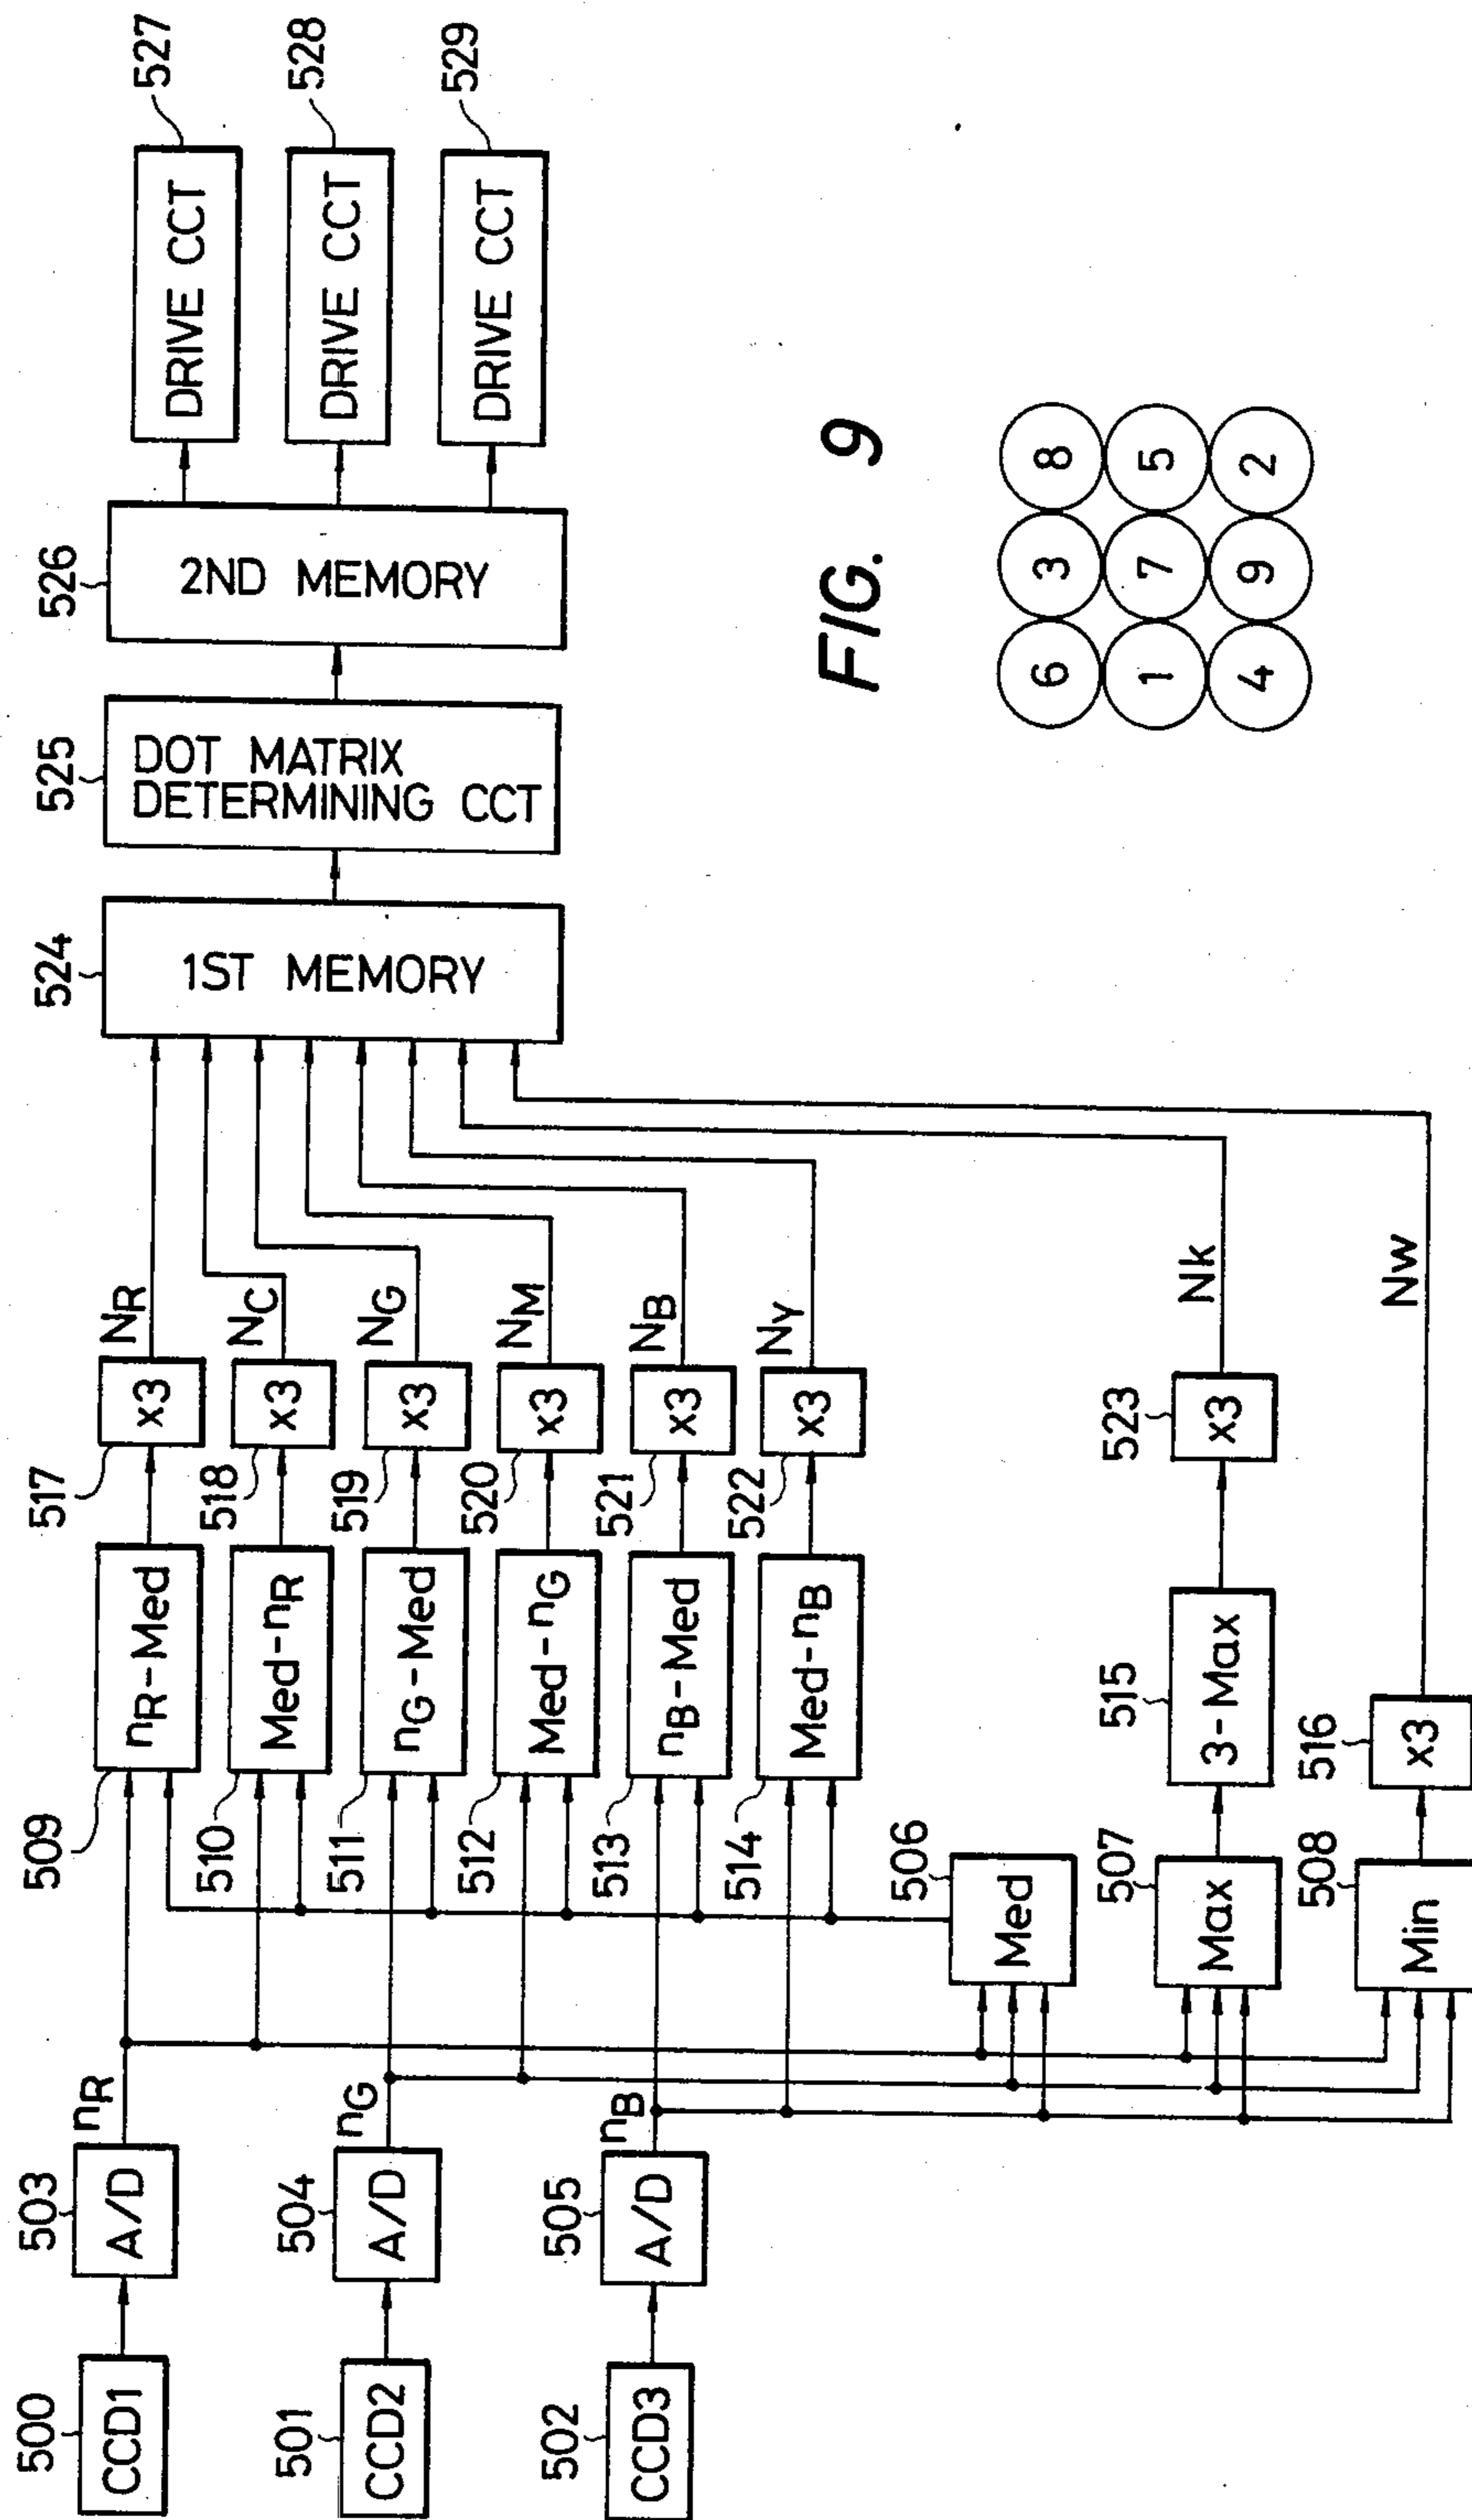 500
CCD1
503
A/D
nR
509
nR-Med
517
x3
NR
510
Med-nR
518
x3
NC
501
CCD2
504
A/D
nG
511
nG-Med
519
x3
NG
512
Med-nG
520
x3
NM
502
CCD3
505
A/D
nB
513
nB-Med
521
x3
NB
514
Med-nB
522
x3
NY
506
Med
507
Max
515
3-Max
523
x3
Nk
508
Min
516
x3
Nw
524
1ST MEMORY
525
DOT MATRIX
DETERMINING CCT
526
2ND MEMORY
DRIVE CCT
527
DRIVE CCT
528
DRIVE CCT
529
FIG. 9
6 3 8
1 7 5
4 9 2